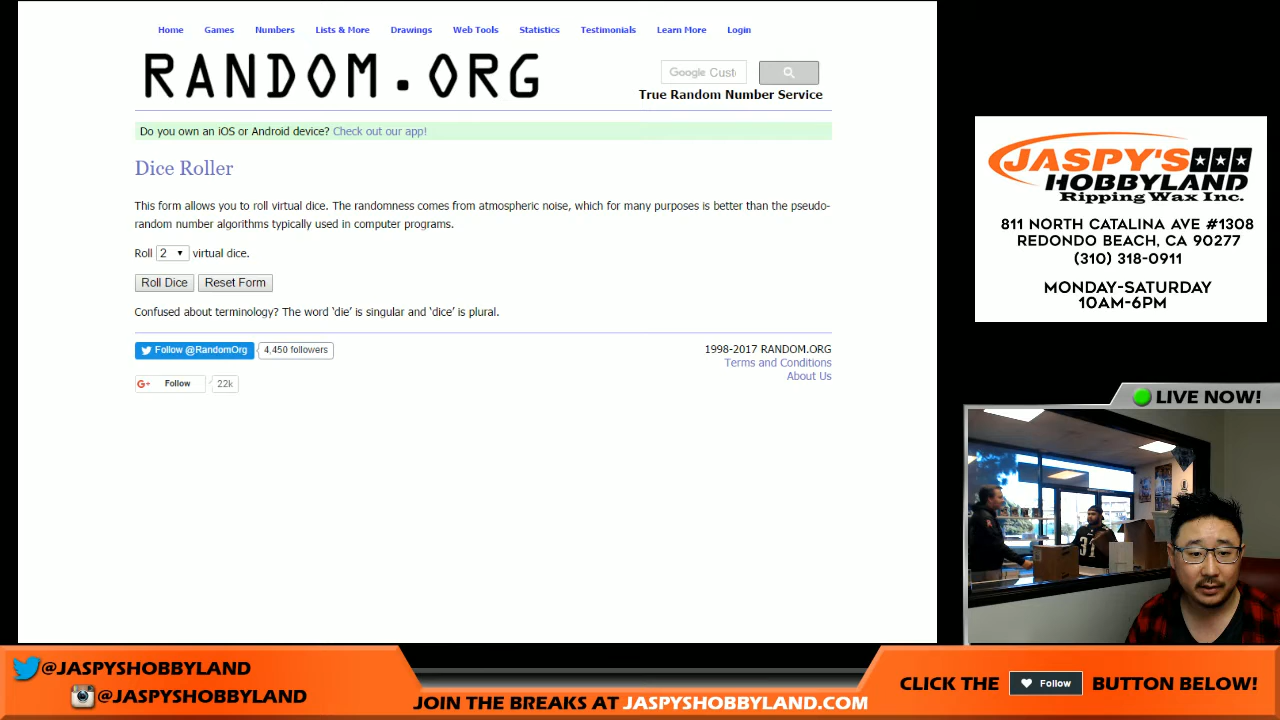 Home Games Numbers Lists & More Drawings Web Tools Statistics Testimonials Learn More Login
RANDOM.ORG
Google Cust
True Random Number Service
Do you own an iOS or Android device? Check out our app!
Dice Roller
This form allows you to roll virtual dice. The randomness comes from atmospheric noise, which for many purposes is better than the pseudo-
random number algorithms typically used in computer programs.
Roll 2 virtual dice.
Roll Dice Reset Form
Confused about terminology? The word ‘die’ is singular and ‘dice’ is plural.
Follow @RandomOrg 4,450 followers
G+ Follow 22k
1998-2017 RANDOM.ORG
Terms and Conditions
About Us
JASPY'S
HOBBYLAND
Ripping Wax Inc.
811 NORTH CATALINA AVE #1308
REDONDO BEACH, CA 90277
(310) 318-0911
MONDAY-SATURDAY
10AM-6PM
LIVE NOW!
31
@JASPYSHOBBYLAND
@JASPYSHOBBYLAND
JOIN THE BREAKS AT JASPYSHOBBYLAND.COM
CLICK THE Follow BUTTON BELOW!